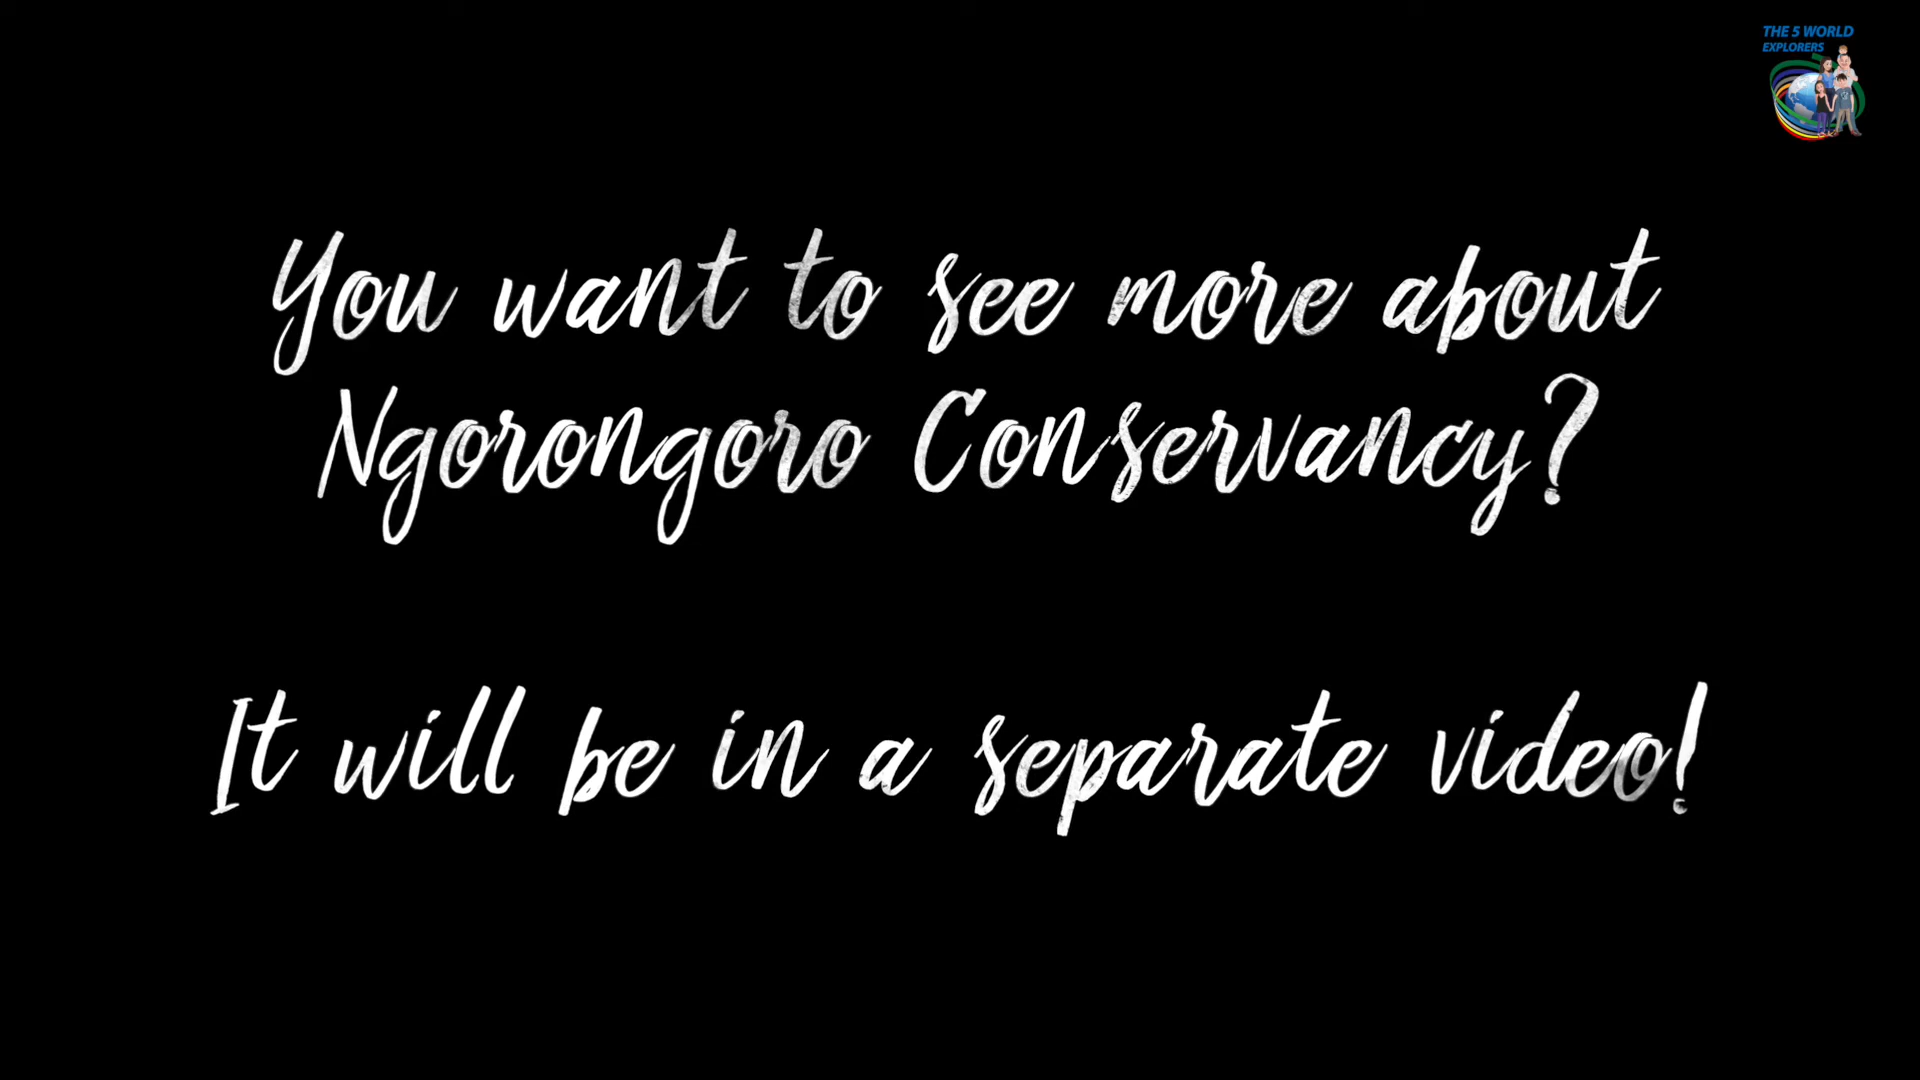 THE 5 WORLD
EXPLORERS
You want to see more about
Ngorongoro Conservancy?
It will be in a separate video!